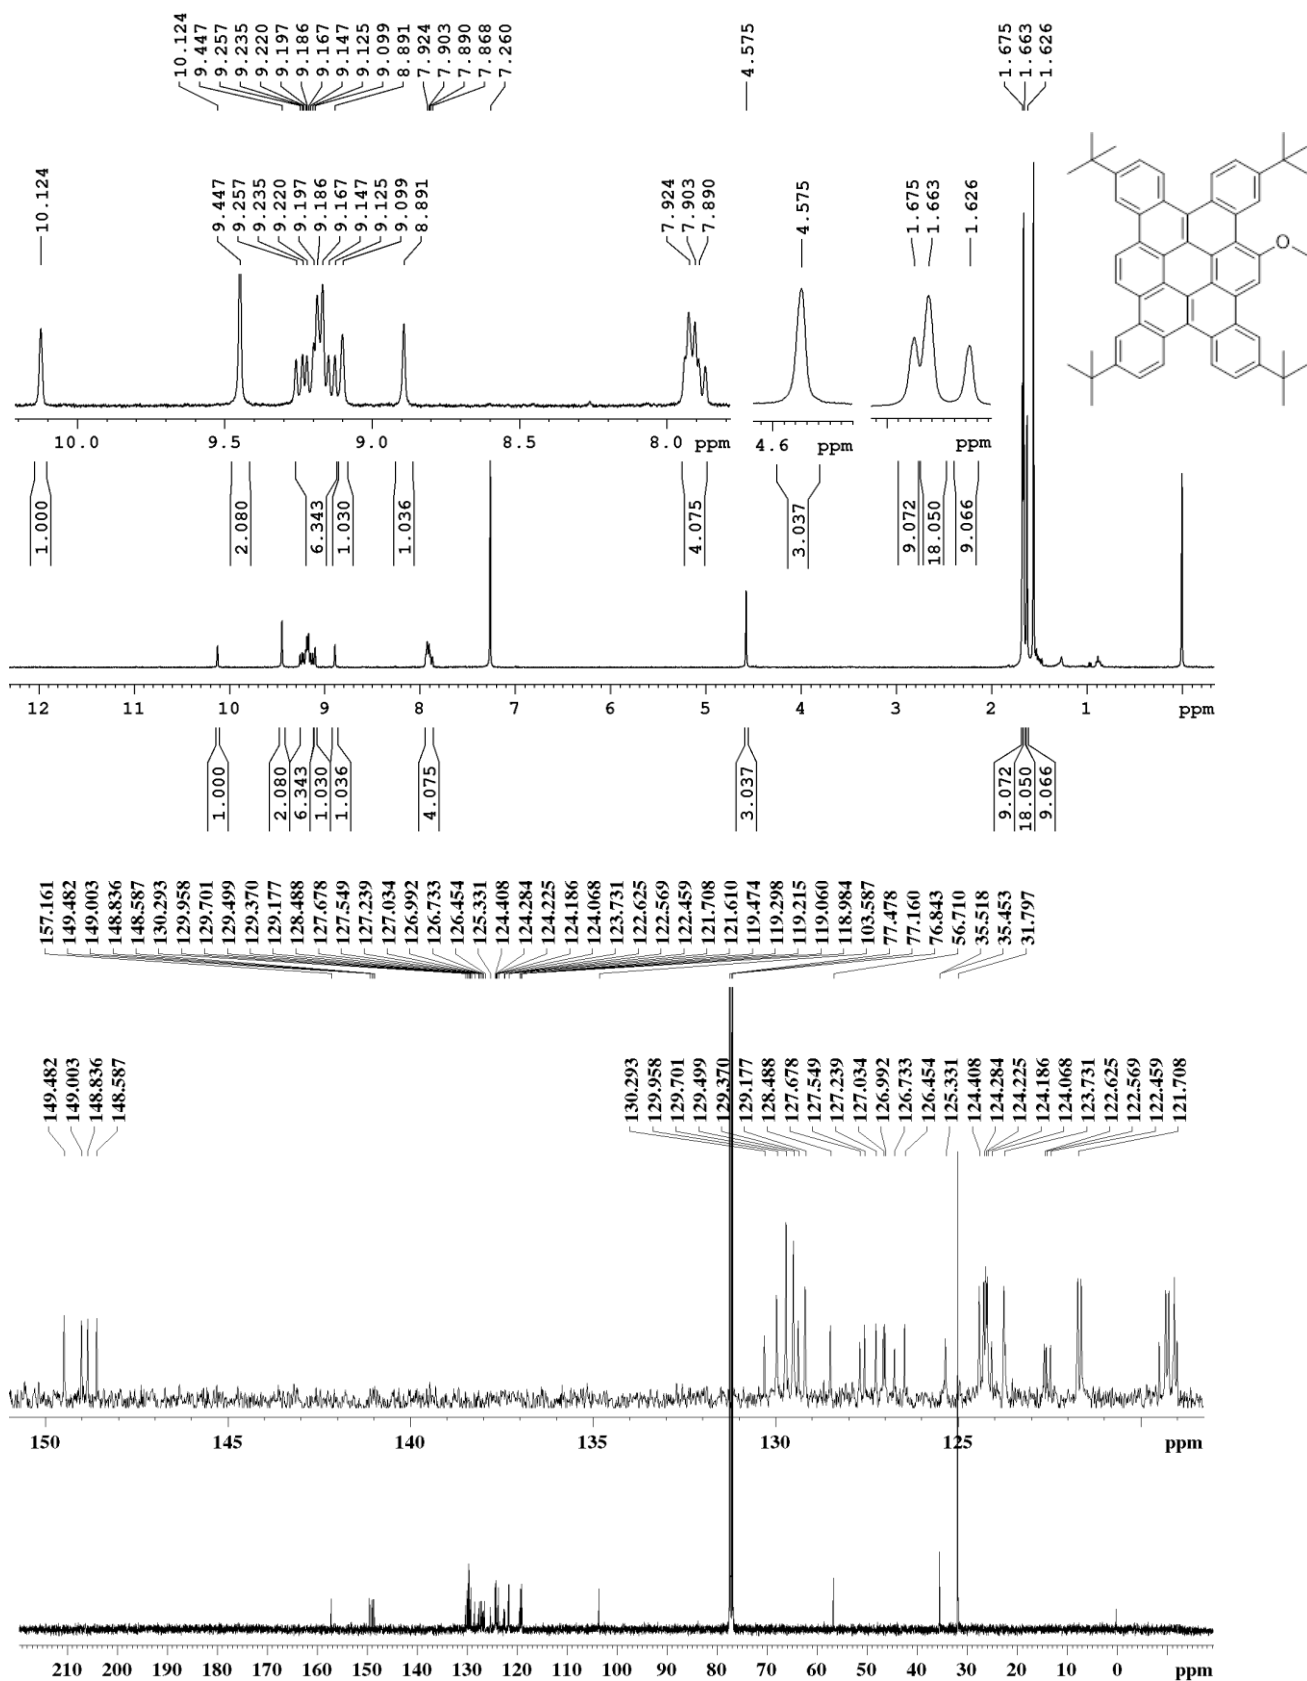 10.124 9.447 9.257 9.235 9.220 9.197 9.186 9.167 9.147 9.125 9.099 8.891 7.924 7.903 7.890 7.868 7.260 4.575 1.675 1.663 1.626
10.124 9.447 9.257 9.235 9.220 9.197 9.186 9.167 9.147 9.125 9.099 8.891 7.924 7.903 7.890 4.575 1.675 1.663 1.626
O
10.0 9.5 9.0 8.5 8.0 ppm 4.6 ppm ppm
1.000 2.080 6.343 1.030 1.036 4.075 3.037 9.072 18.050 9.066
12 11 10 9 8 7 6 5 4 3 2 1 ppm
1.000 2.080 6.343 1.030 1.036 4.075 3.037 9.072 18.050 9.066
157.161 149.482 149.003 148.836 148.587 130.293 129.958 129.701 129.499 129.370 129.177 128.488 127.678 127.549 127.239 127.034 126.992 126.733 126.454 125.331 124.408 124.284 124.225 124.186 124.068 123.731 122.625 122.569 122.459 121.708 121.610 119.474 119.298 119.215 119.060 118.984 103.587 77.478 77.160 76.843 56.710 35.518 35.453 31.797
149.482 149.003 148.836 148.587 130.293 129.958 129.701 129.499 129.370 129.177 128.488 127.678 127.549 127.239 127.034 126.992 126.733 126.454 125.331 124.408 124.284 124.225 124.186 124.068 123.731 122.625 122.569 122.459 121.708
150 145 140 135 130 125 ppm
210 200 190 180 170 160 150 140 130 120 110 100 90 80 70 60 50 40 30 20 10 0 ppm